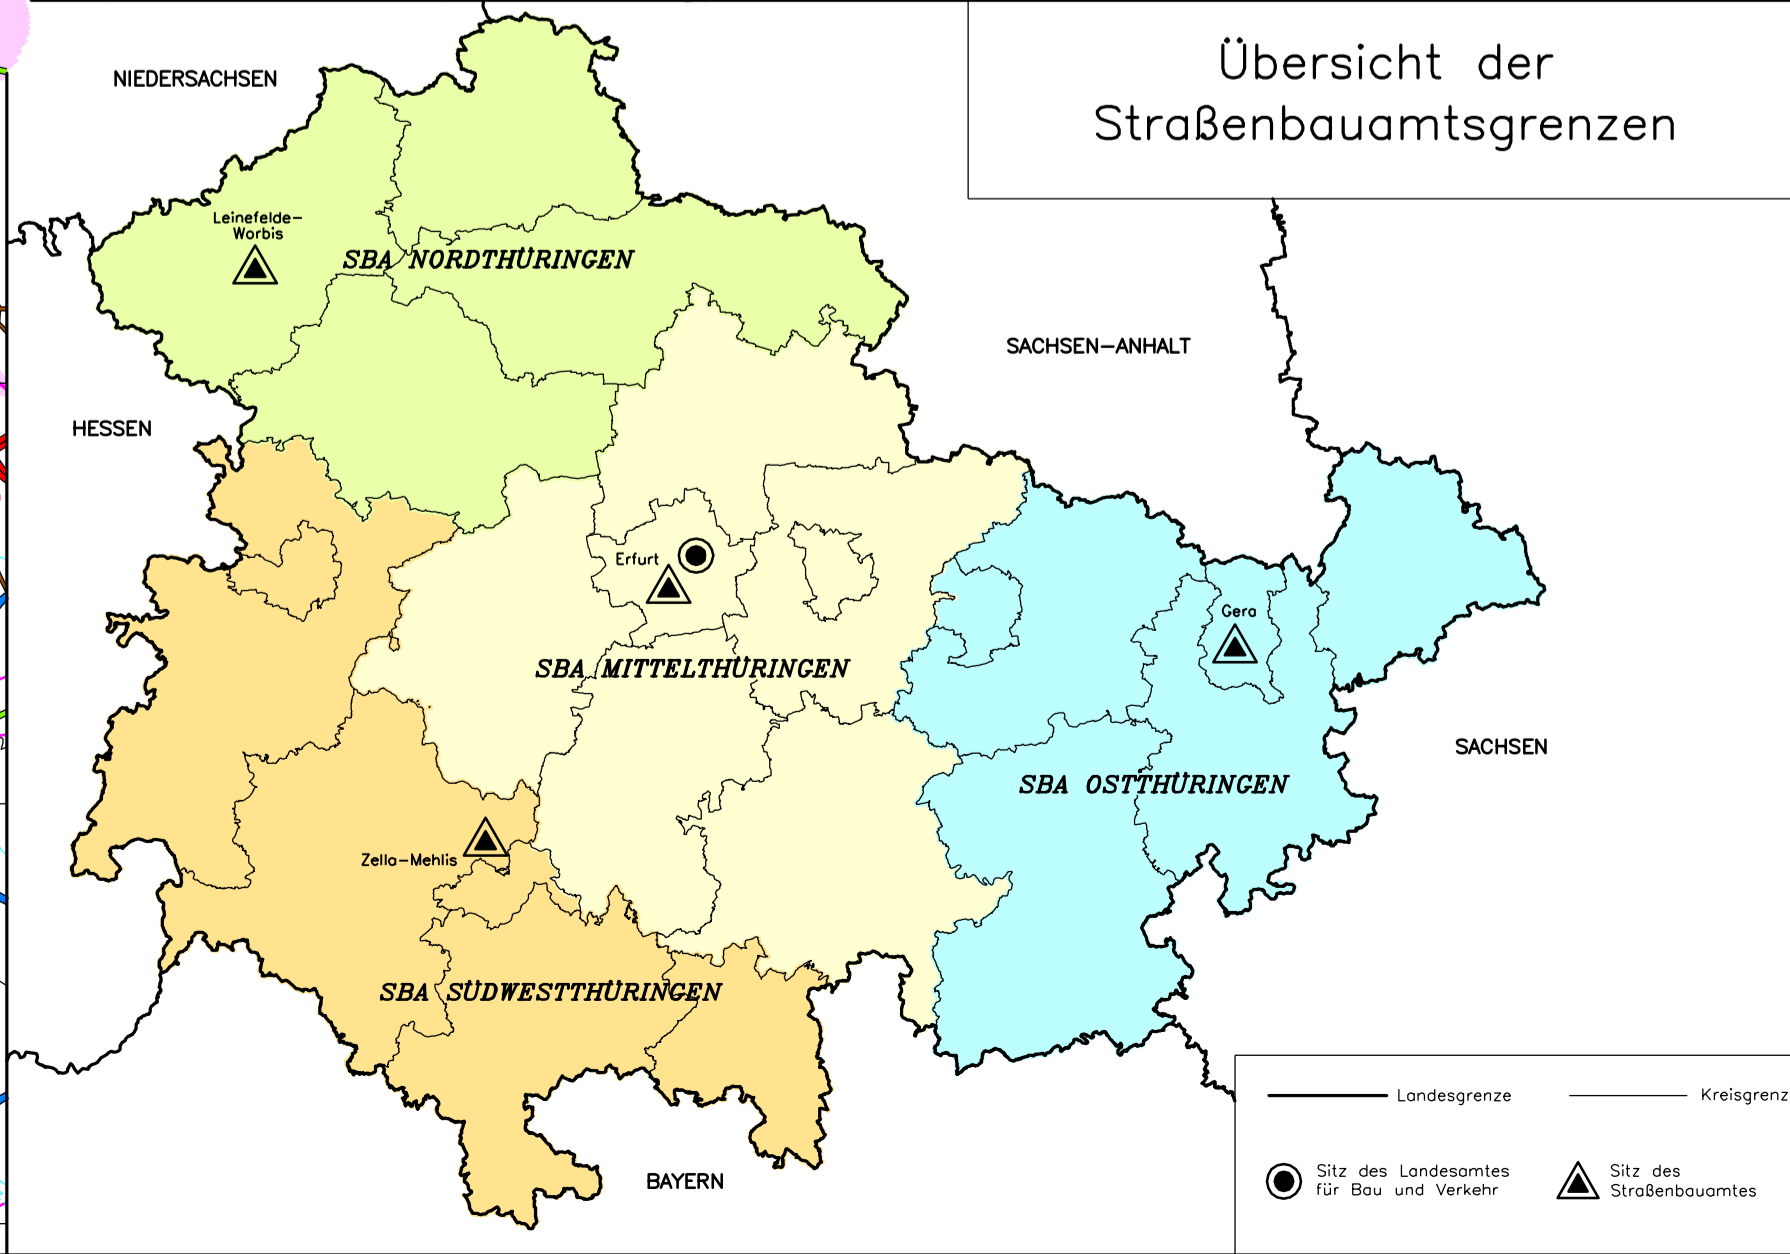 Übersicht der
Straßenbauamtsgrenzen
NIEDERSACHSEN
Leinefelde-
Worbis
SBA NORDTHÜRINGEN
SACHSEN-ANHALT
HESSEN
Erfurt
Gera
SBA MITTELTHÜRINGEN
SACHSEN
SBA OSTTHÜRINGEN
Zella-Mehlis
SBA SÜDWESTTHÜRINGEN
BAYERN
Landesgrenze
Kreisgrenz
Sitz des Landesamtes
für Bau und Verkehr
Sitz des
Straßenbauamtes